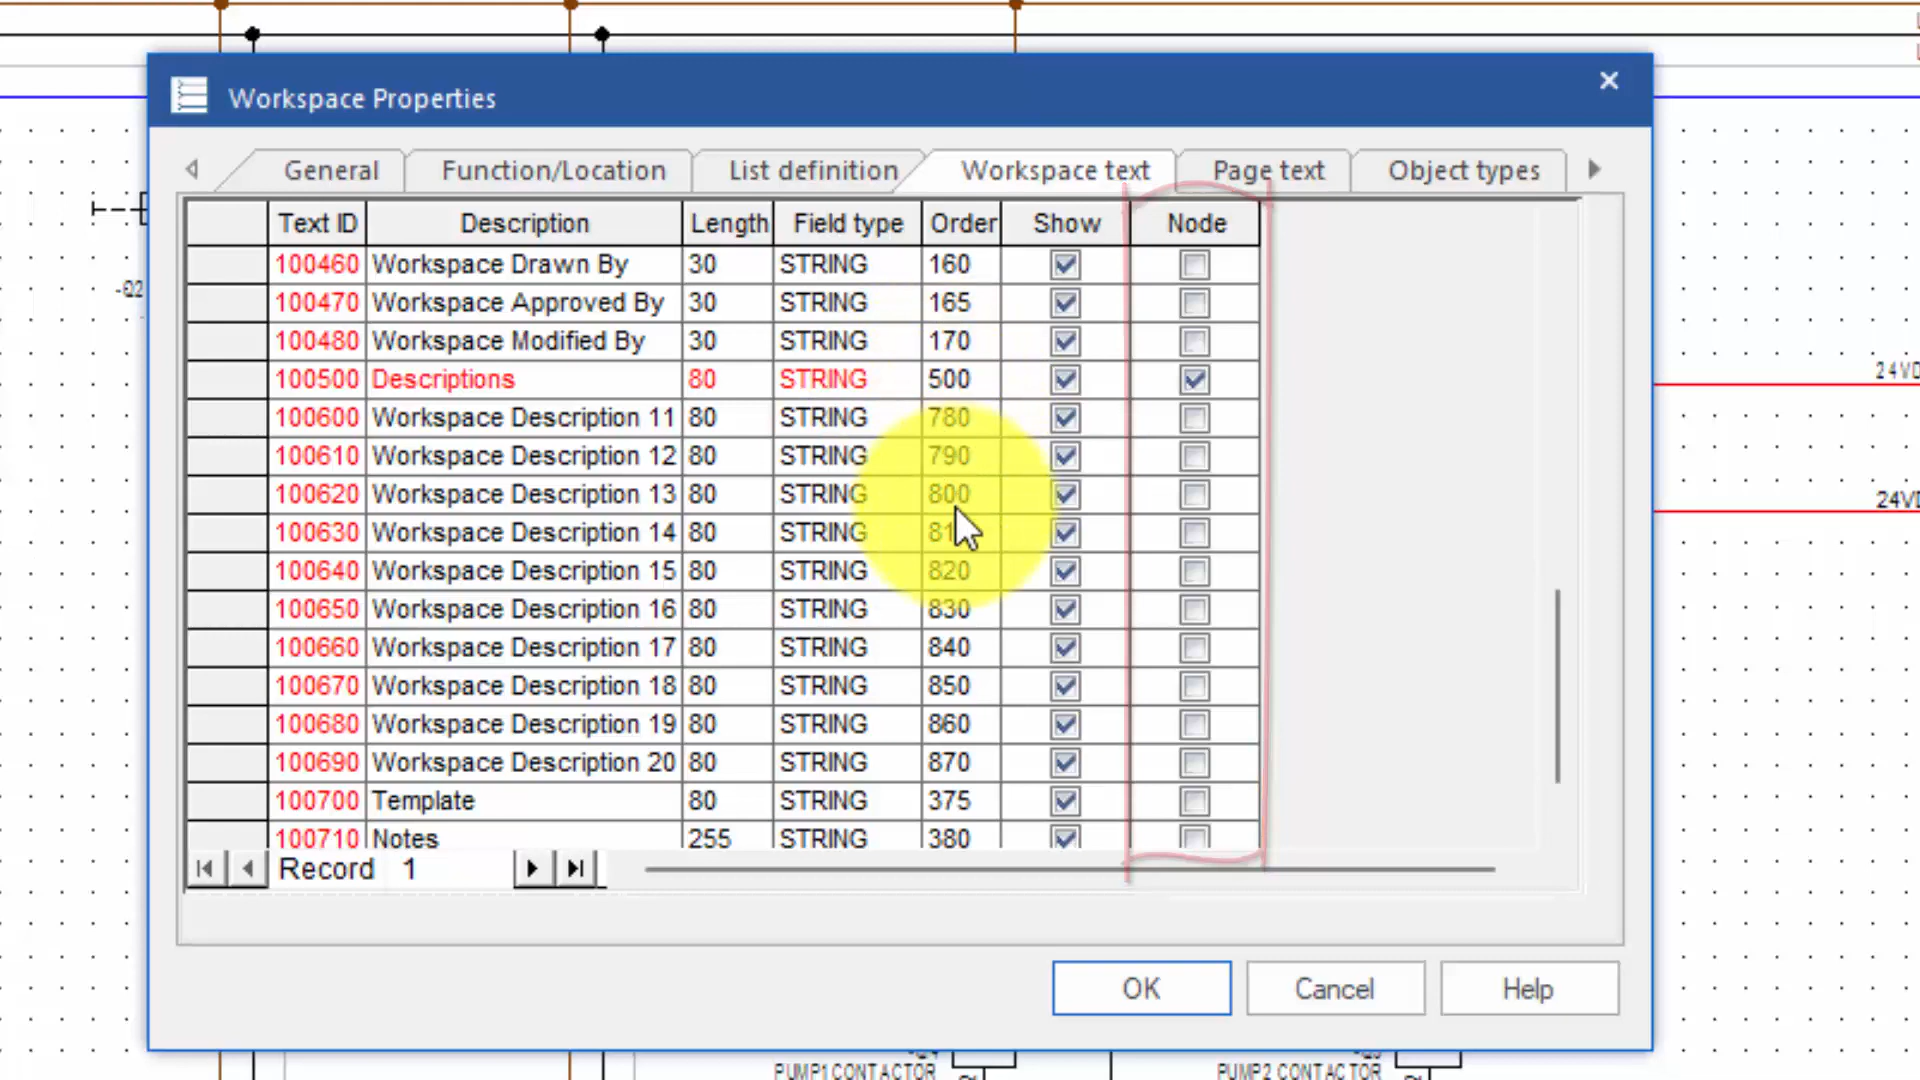 Workspace Properties
General Function/Location List definition Workspace text Page text Object types
Text ID Description Length Field type Order Show Node
100460 Workspace Drawn By 30 STRING 160
100470 Workspace Approved By 30 STRING 165
100480 Workspace Modified By 30 STRING 170
100500 Descriptions 80 STRING 500
100600 Workspace Description 11 80 STRING 780
100610 Workspace Description 12 80 STRING 790
100620 Workspace Description 13 80 STRING 800
100630 Workspace Description 14 80 STRING
100640 Workspace Description 15 80 STRING 820
100650 Workspace Description 16 80 STRING 830
100660 Workspace Description 17 80 STRING 840
100670 Workspace Description 18 80 STRING 850
100680 Workspace Description 19 80 STRING 860
100690 Workspace Description 20 80 STRING 870
100700 Template 80 STRING 375
100710 Notes 255 STRING 380
Record 1
OK Cancel Help
PUMP1 CONTACTOR PUMP2 CONTACTOR